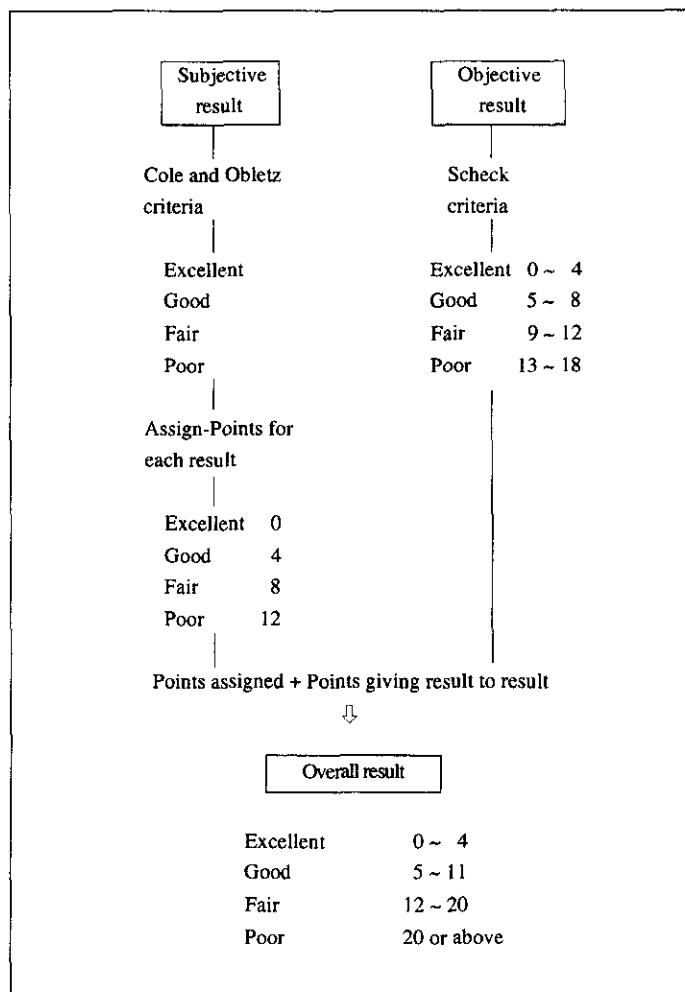 Subjective
result
Objective
result
Cole and Obletz
criteria
Scheck
criteria
Excellent
Good
Fair
Poor
Excellent 0 ~ 4
Good 5 ~ 8
Fair 9 ~ 12
Poor 13 ~ 18
Assign-Points for
each result
Excellent 0
Good 4
Fair 8
Poor 12
Points assigned + Points giving result to result
⇩
Overall result
Excellent 0 ~ 4
Good 5 ~ 11
Fair 12 ~ 20
Poor 20 or above